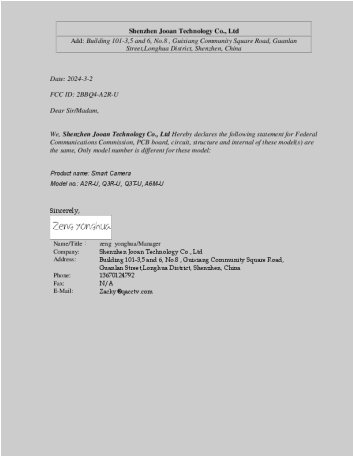 Shenzhen Jooan Technology Co., Ltd
Add: Building 101-3,5 and 6, No.8 , Guixiang Community Square Road, Guanlan
Street,Longhua District, Shenzhen, China
Date: 2024-3-2
FCC ID: 2BBQ4-A2R-U
Dear Sir/Madam,
We, Shenzhen Jooan Technology Co., Ltd Hereby declares the following statement for Federal
Communications Commission, PCB board, circuit, structure and internal of these model(s) are
the same, Only model number is different for these model:
Product name: Smart Camera
Model no.: A2R-U, Q3R-U, Q3T-U, A6M-U
Sincerely,
Zeng yonghua
Name/Title : zeng yonghua/Manager
Company: Shenzhen Jooan Technology Co., Ltd
Address: Building 101-3,5 and 6, No.8 , Guixiang Community Square Road,
Guanlan Street,Longhua District, Shenzhen, China
Phone: 13670124792
Fax: N/A
E-Mail: